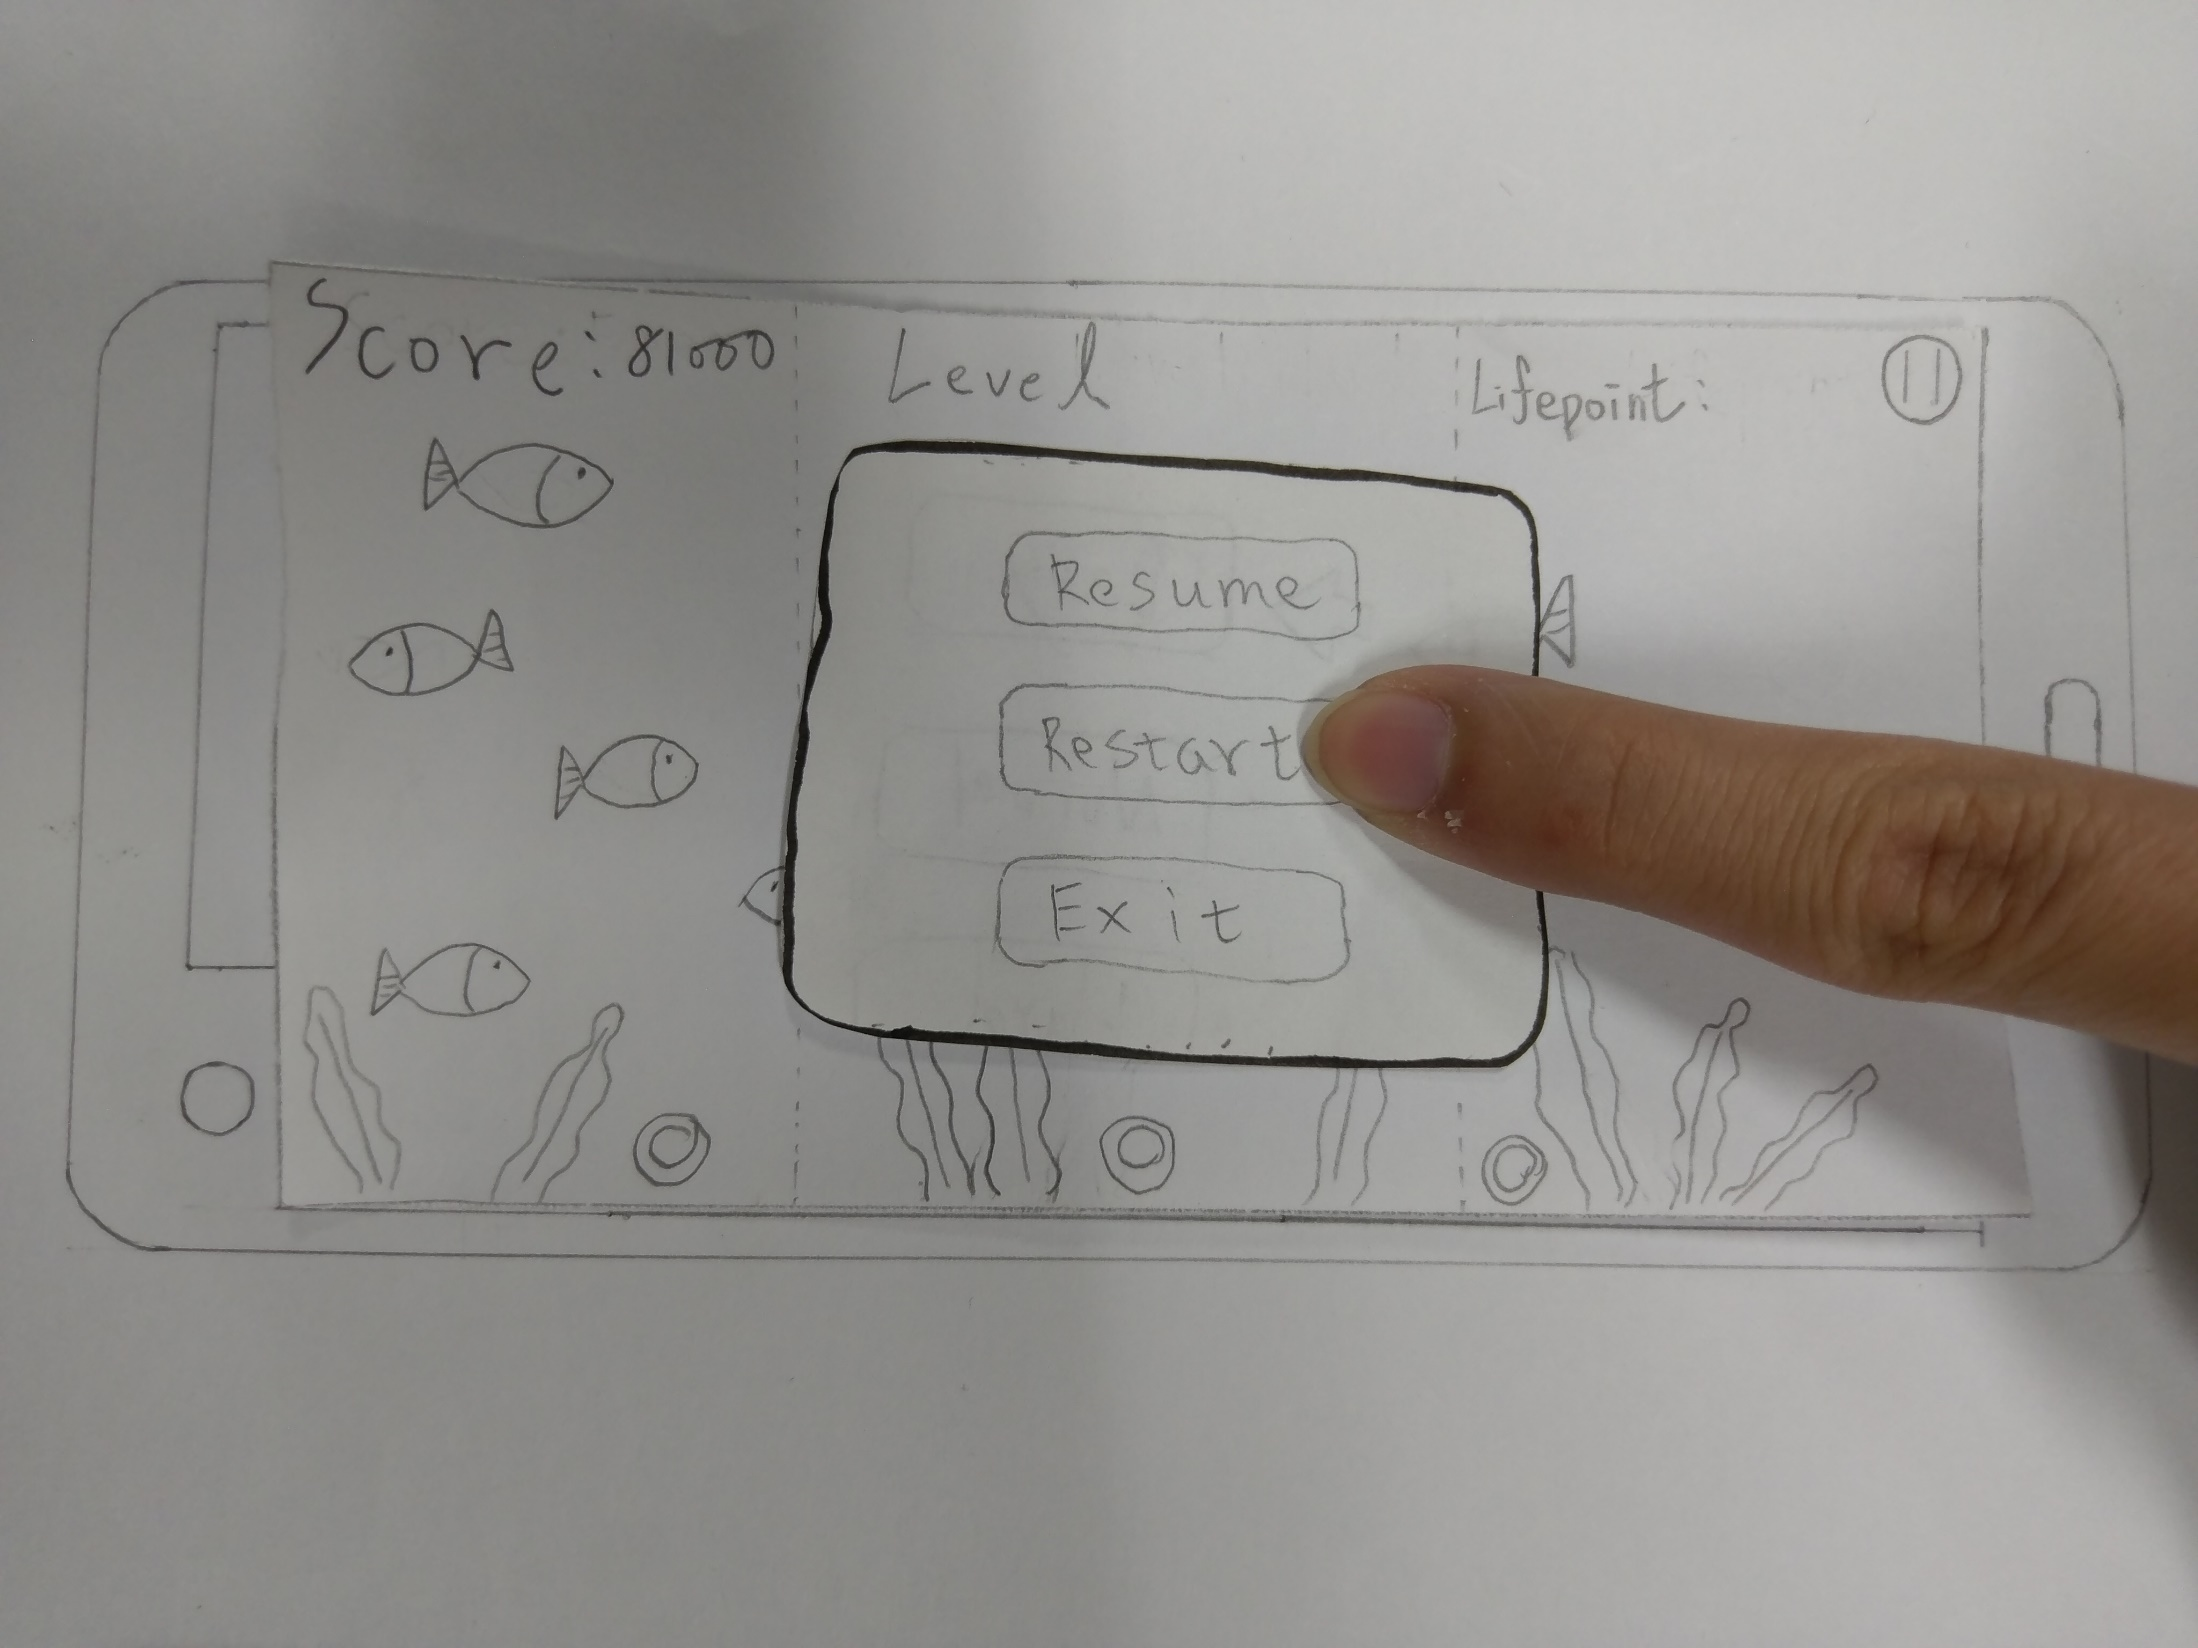 Score: 81000
Level
Lifepoint:
Resume
Restart
Exit